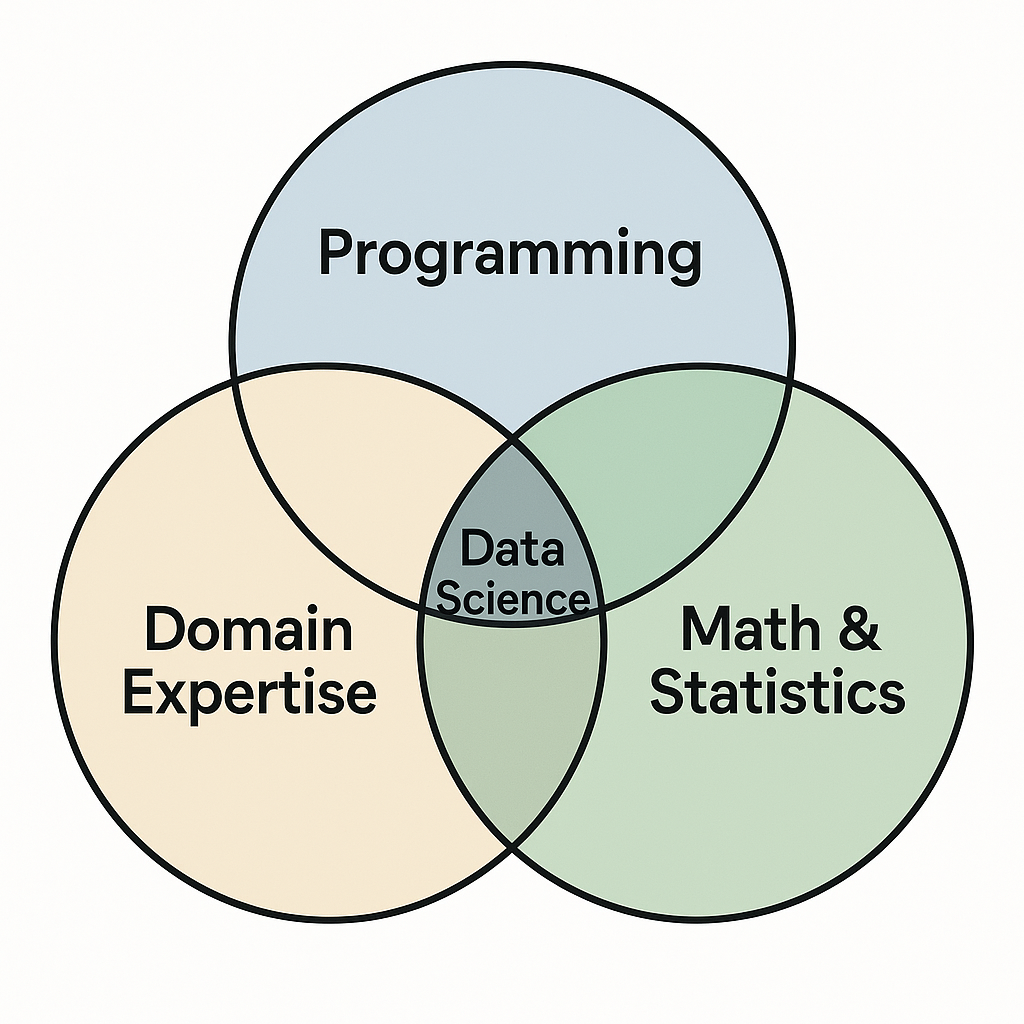 Programming
Data
Science
Domain
Expertise
Math &
Statistics